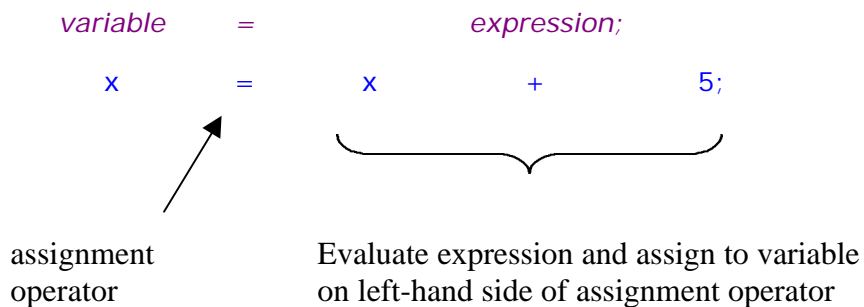 variable = expression;
x = x + 5;
assignment Evaluate expression and assign to variable
operator on left-hand side of assignment operator